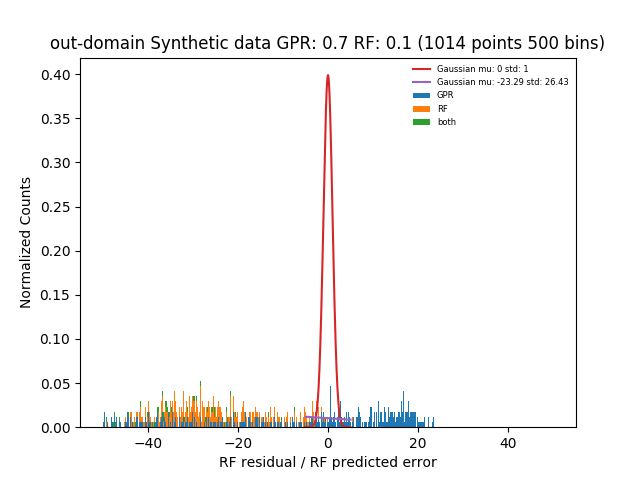 out-domain Synthetic data GPR: 0.7 RF: 0.1 (1014 points 500 bins)
Gaussian mu: 0 std: 1
Gaussian mu: -23.29 std: 26.43
GPR
RF
both
0.40
0.35
0.30
0.25
0.20
0.15
0.10
0.05
0.00
Normalized Counts
−40
−20
0
20
40
RF residual / RF predicted error